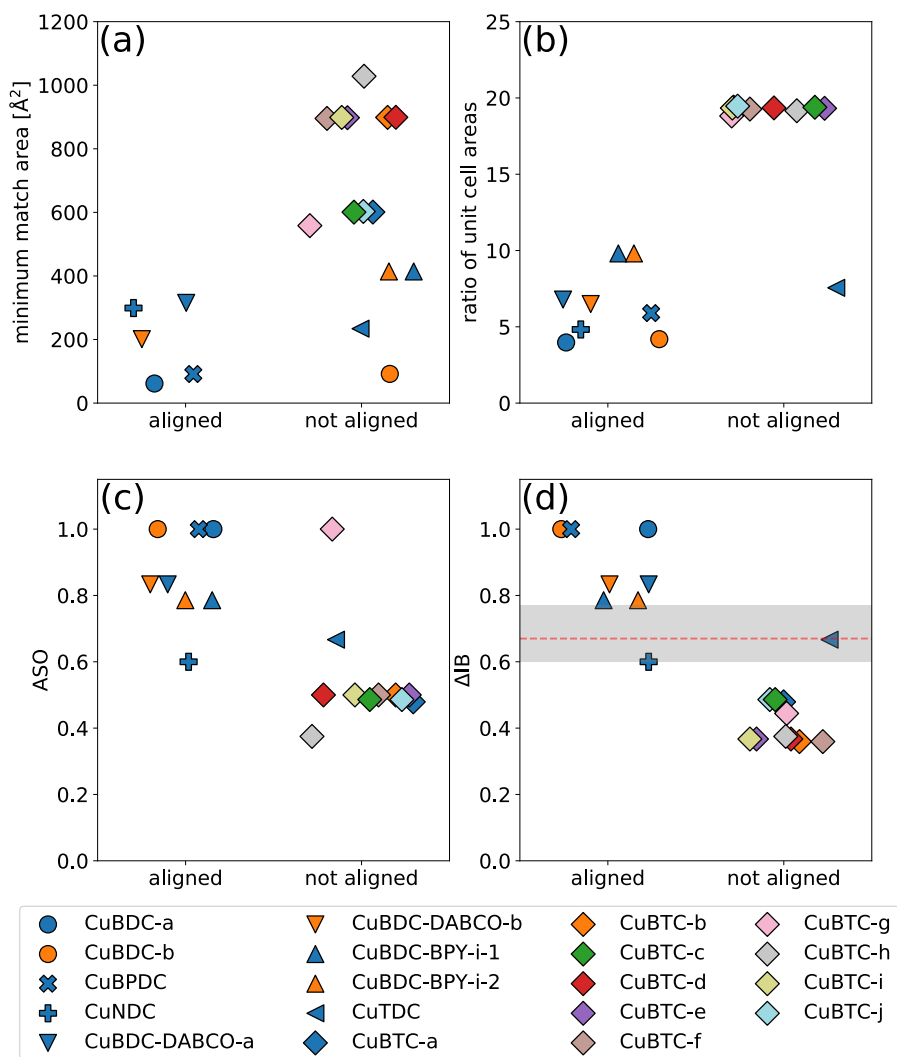 (a)
minimum match area [Å²]
1200
1000
800
600
400
200
0
aligned
not aligned
(b)
ratio of unit cell areas
25
20
15
10
5
0
aligned
not aligned
(c)
ASO
1.0
0.8
0.6
0.4
0.2
0.0
aligned
not aligned
(d)
ΔIB
1.0
0.8
0.6
0.4
0.2
0.0
aligned
not aligned
CuBDC-a
CuBDC-b
CuBPDC
CuNDC
CuBDC-DABCO-a
CuBDC-DABCO-b
CuBDC-BPY-i-1
CuBDC-BPY-i-2
CuTDC
CuBTC-a
CuBTC-b
CuBTC-c
CuBTC-d
CuBTC-e
CuBTC-f
CuBTC-g
CuBTC-h
CuBTC-i
CuBTC-j